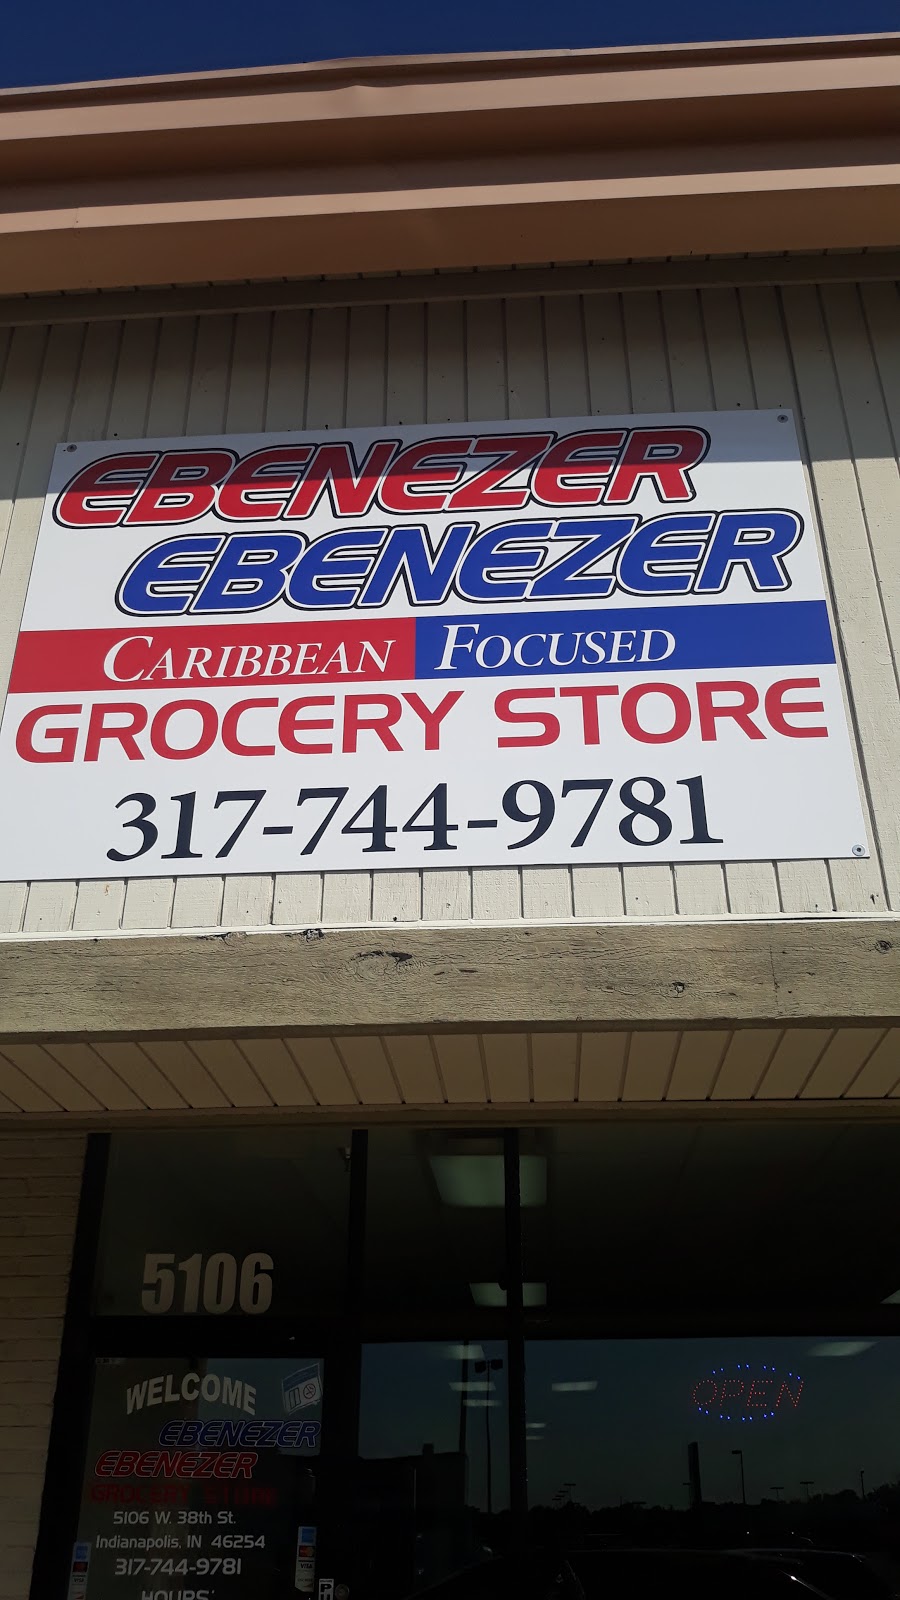 EBENEZER
EBENEZER
CARIBBEAN FOCUSED
GROCERY STORE
317-744-9781
5106
WELCOME
OPEN
EBENEZER
EBENEZER
GROCERY STORE
5106 W. 38th St.
Indianapolis, IN 46254
317-744-9781
HOURS: